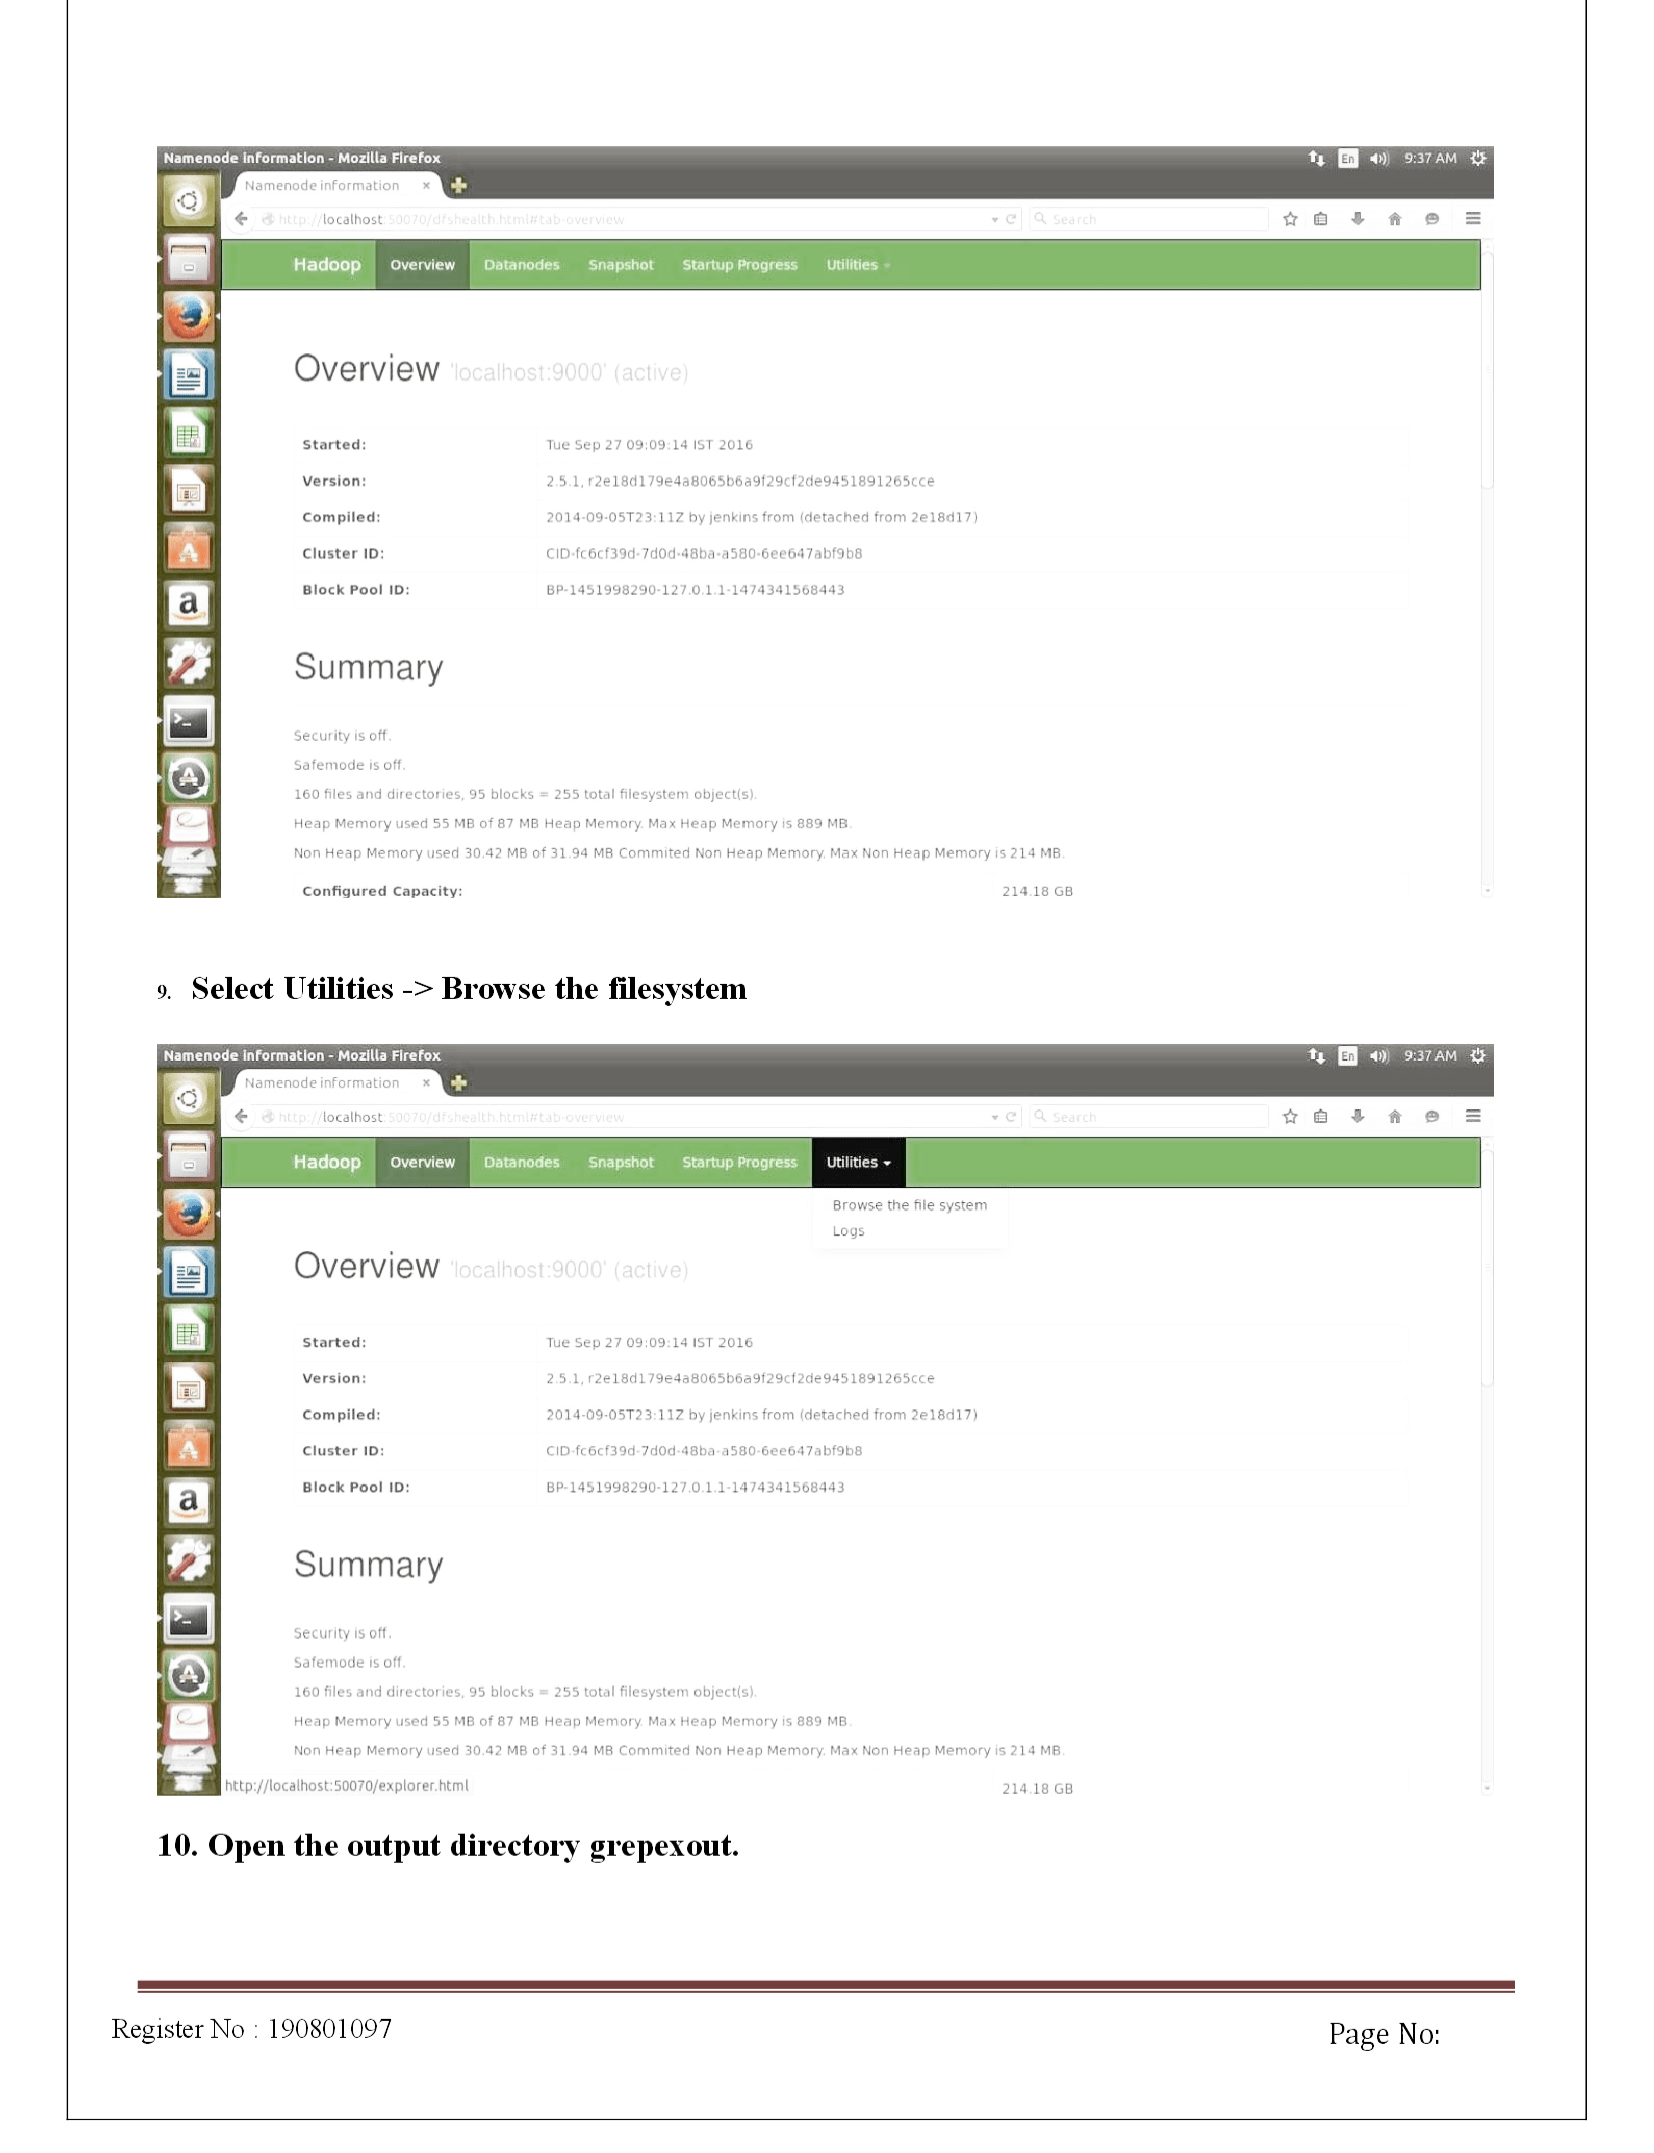 Namenode information - Mozilla Firefox En 9:37 AM
Namenode information ×
http://localhost:50070/dfshealth.html#tab-overview Search
Hadoop Overview Datanodes Snapshot Startup Progress Utilities
Overview 'localhost:9000' (active)
Started: Tue Sep 27 09:09:14 IST 2016
Version: 2.5.1, r2e18d179e4a8065b6a9f29cf2de9451891265cce
Compiled: 2014-09-05T23:11Z by jenkins from (detached from 2e18d17)
Cluster ID: CID-fc6cf39d-7d0d-48ba-a580-6ee647abf9b8
Block Pool ID: BP-1451998290-127.0.1.1-1474341568443
Summary
Security is off.
Safemode is off.
160 files and directories, 95 blocks = 255 total filesystem object(s).
Heap Memory used 55 MB of 87 MB Heap Memory. Max Heap Memory is 889 MB.
Non Heap Memory used 30.42 MB of 31.94 MB Commited Non Heap Memory. Max Non Heap Memory is 214 MB.
Configured Capacity: 214.18 GB
9. Select Utilities -> Browse the filesystem
Namenode information - Mozilla Firefox En 9:37 AM
Namenode information ×
http://localhost:50070/dfshealth.html#tab-overview Search
Hadoop Overview Datanodes Snapshot Startup Progress Utilities
Browse the file system
Logs
Overview 'localhost:9000' (active)
Started: Tue Sep 27 09:09:14 IST 2016
Version: 2.5.1, r2e18d179e4a8065b6a9f29cf2de9451891265cce
Compiled: 2014-09-05T23:11Z by jenkins from (detached from 2e18d17)
Cluster ID: CID-fc6cf39d-7d0d-48ba-a580-6ee647abf9b8
Block Pool ID: BP-1451998290-127.0.1.1-1474341568443
Summary
Security is off.
Safemode is off.
160 files and directories, 95 blocks = 255 total filesystem object(s).
Heap Memory used 55 MB of 87 MB Heap Memory. Max Heap Memory is 889 MB.
Non Heap Memory used 30.42 MB of 31.94 MB Commited Non Heap Memory. Max Non Heap Memory is 214 MB.
http://localhost:50070/explorer.html 214.18 GB
10. Open the output directory grepexout.
Register No : 190801097
Page No: